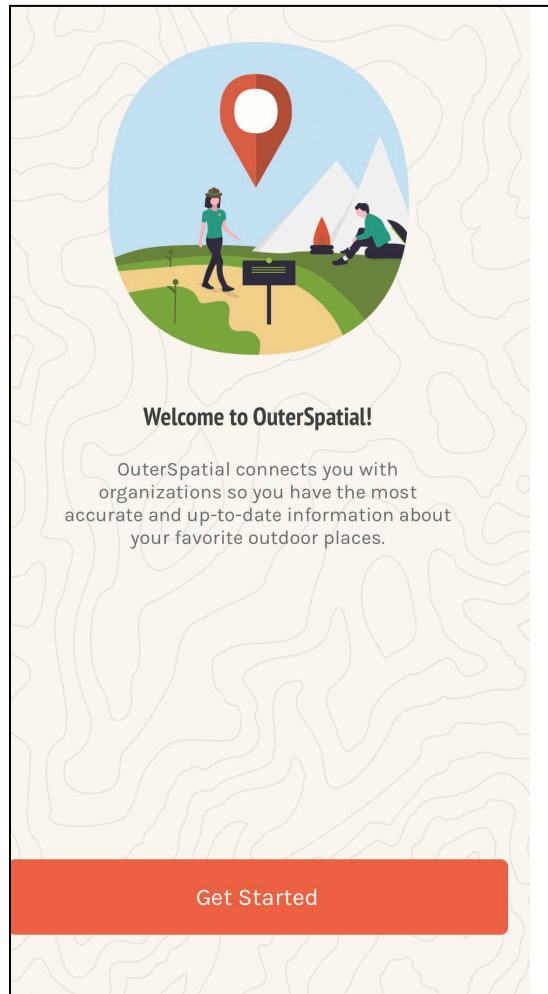 Welcome to OuterSpatial!
OuterSpatial connects you with
organizations so you have the most
accurate and up-to-date information about
your favorite outdoor places.
Get Started